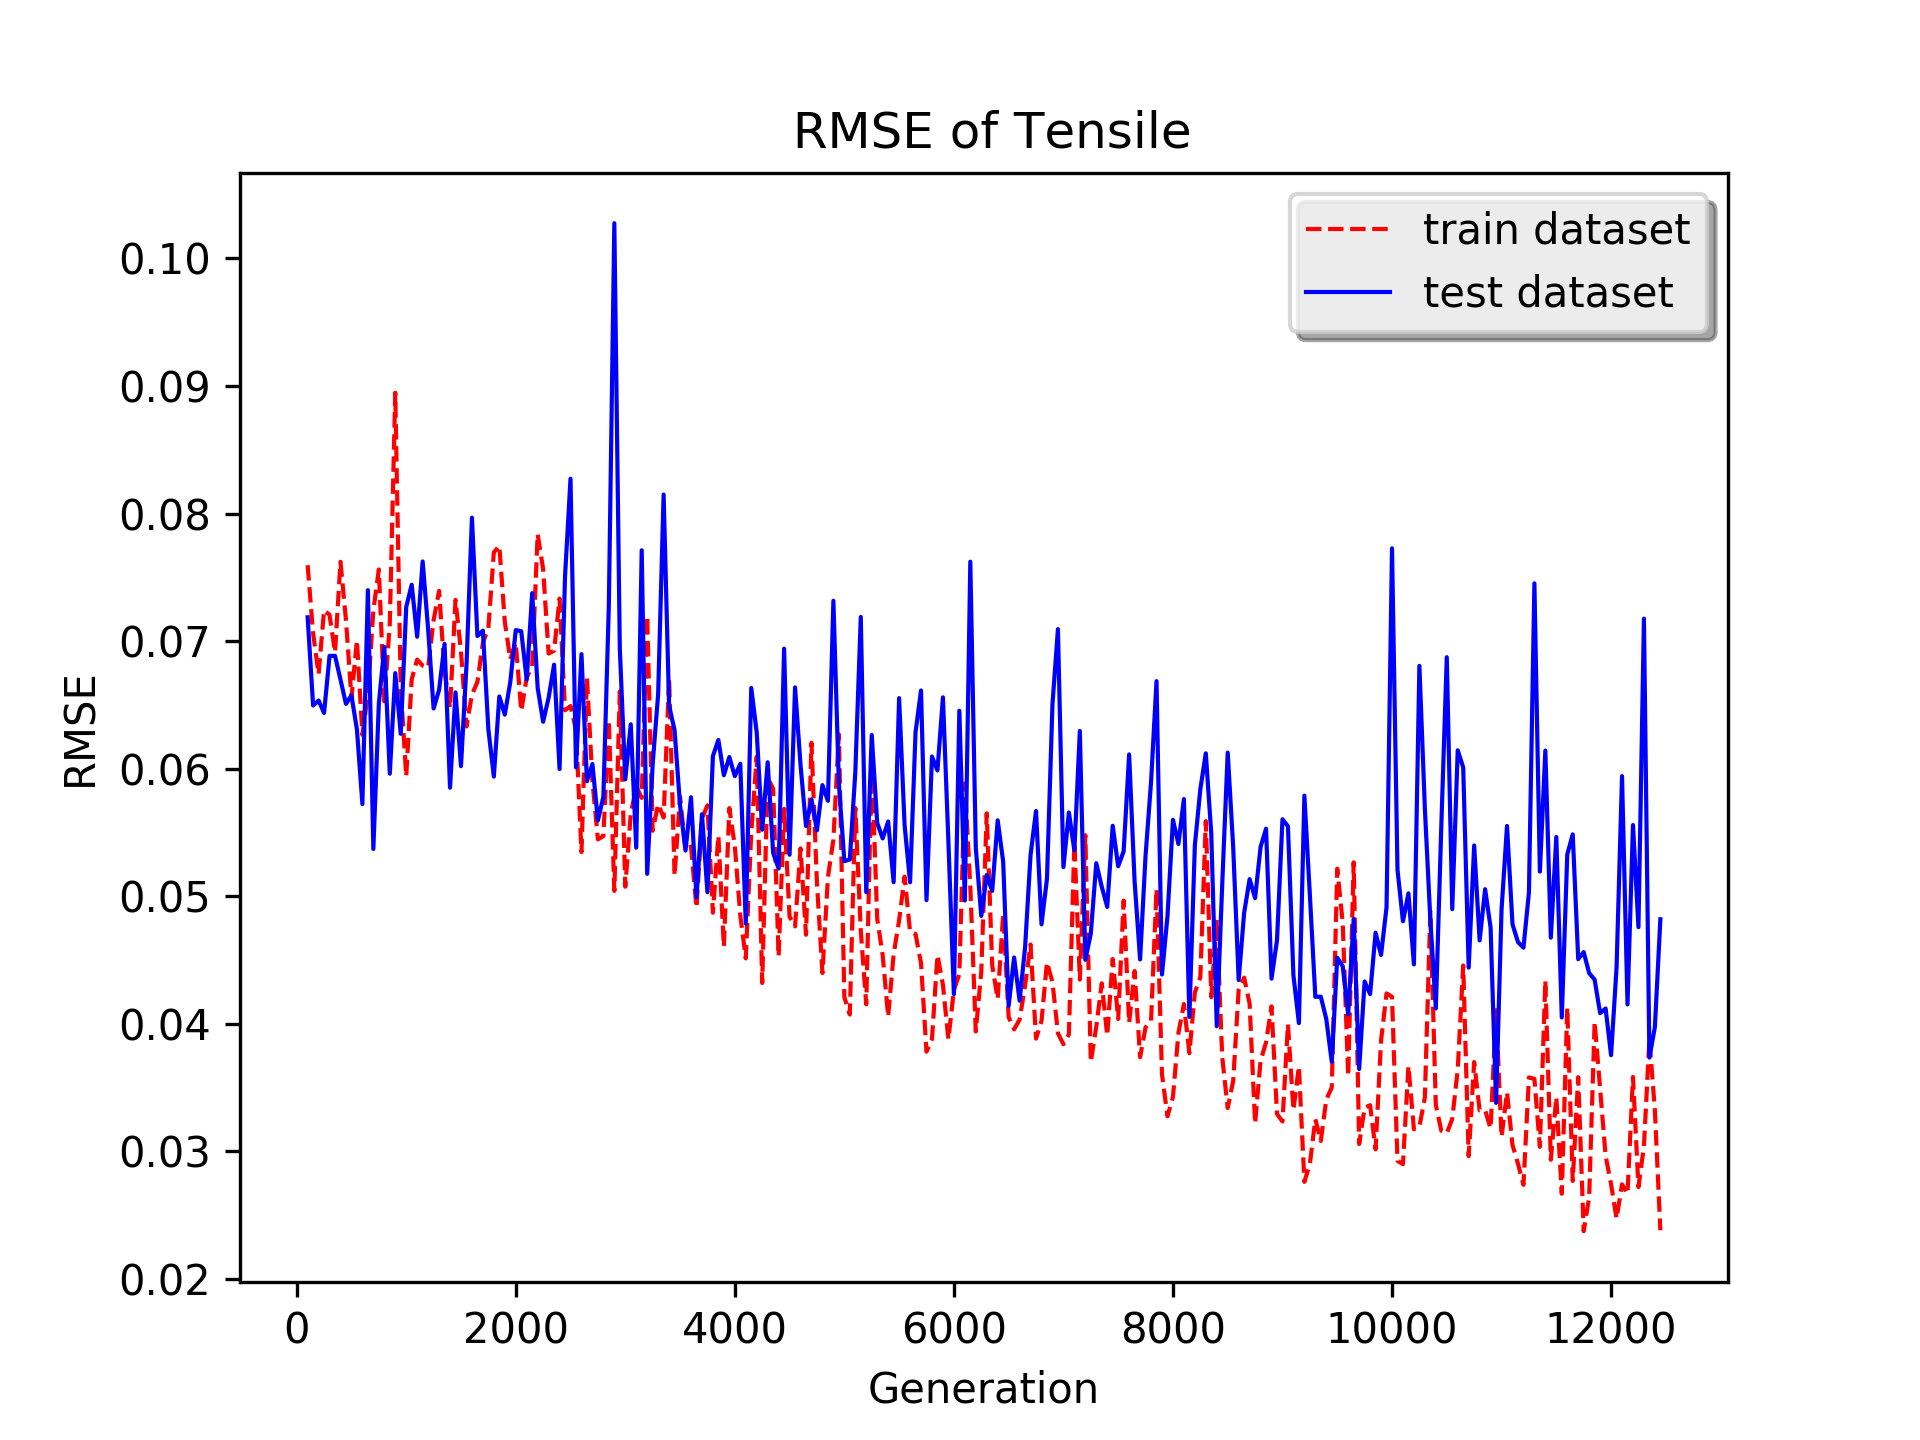 RMSE of Tensile
train dataset
test dataset
0.10
0.09
0.08
0.07
0.06
0.05
0.04
0.03
0.02
RMSE
0 2000 4000 6000 8000 10000 12000
Generation